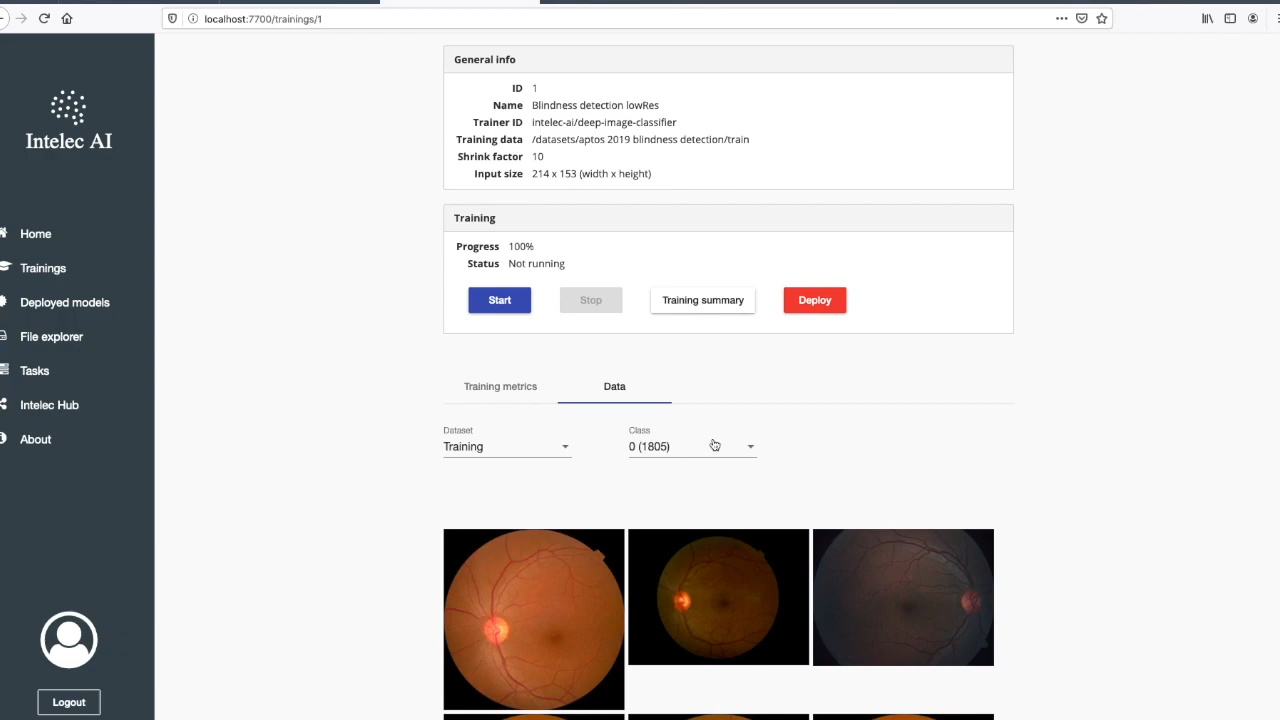 localhost:7700/trainings/1
Intelec AI
Home
Trainings
Deployed models
File explorer
Tasks
Intelec Hub
About
Logout
General info
ID 1
Name Blindness detection lowRes
Trainer ID intelec-ai/deep-image-classifier
Training data /datasets/aptos 2019 blindness detection/train
Shrink factor 10
Input size 214 x 153 (width x height)
Training
Progress 100%
Status Not running
Start Stop Training summary Deploy
Training metrics Data
Dataset Class
Training 0 (1805)